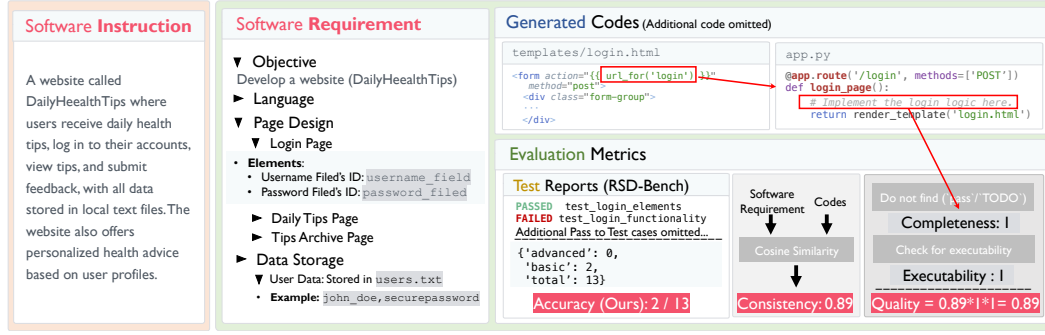 Software Instruction
A website called
DailyHeealthTips where
users receive daily health
tips, log in to their accounts,
view tips, and submit
feedback, with all data
stored in local text files. The
website also offers
personalized health advice
based on user profiles.
Software Requirement
▼ Objective
Develop a website (DailyHealthTips)
► Language
▼ Page Design
▼ Login Page
• Elements:
• Username Filed's ID: username_field
• Password Filed's ID: password_filed
► Daily Tips Page
► Tips Archive Page
► Data Storage
▼ User Data: Stored in users.txt
• Example: john_doe,securepassword
Generated Codes (Additional code omitted)
templates/login.html
<form action="{{ url_for('login') }}"
method="post">
<div class="form-group">
...
</div>
app.py
@app.route('/login', methods=['POST'])
def login_page():
# Implement the login logic here.
return render_template('login.html')
Evaluation Metrics
Test Reports (RSD-Bench)
PASSED test_login_elements
FAILED test_login_functionality
Additional Pass to Test cases omitted...
{'advanced': 0,
'basic': 2,
'total': 13}
Accuracy (Ours): 2 / 13
Software
Requirement
Codes
Cosine Similarity
Consistency: 0.89
Do not find (`pass`/`TODO`)
Completeness: 1
Check for executability
Executability : 1
Quality = 0.89*1*1= 0.89